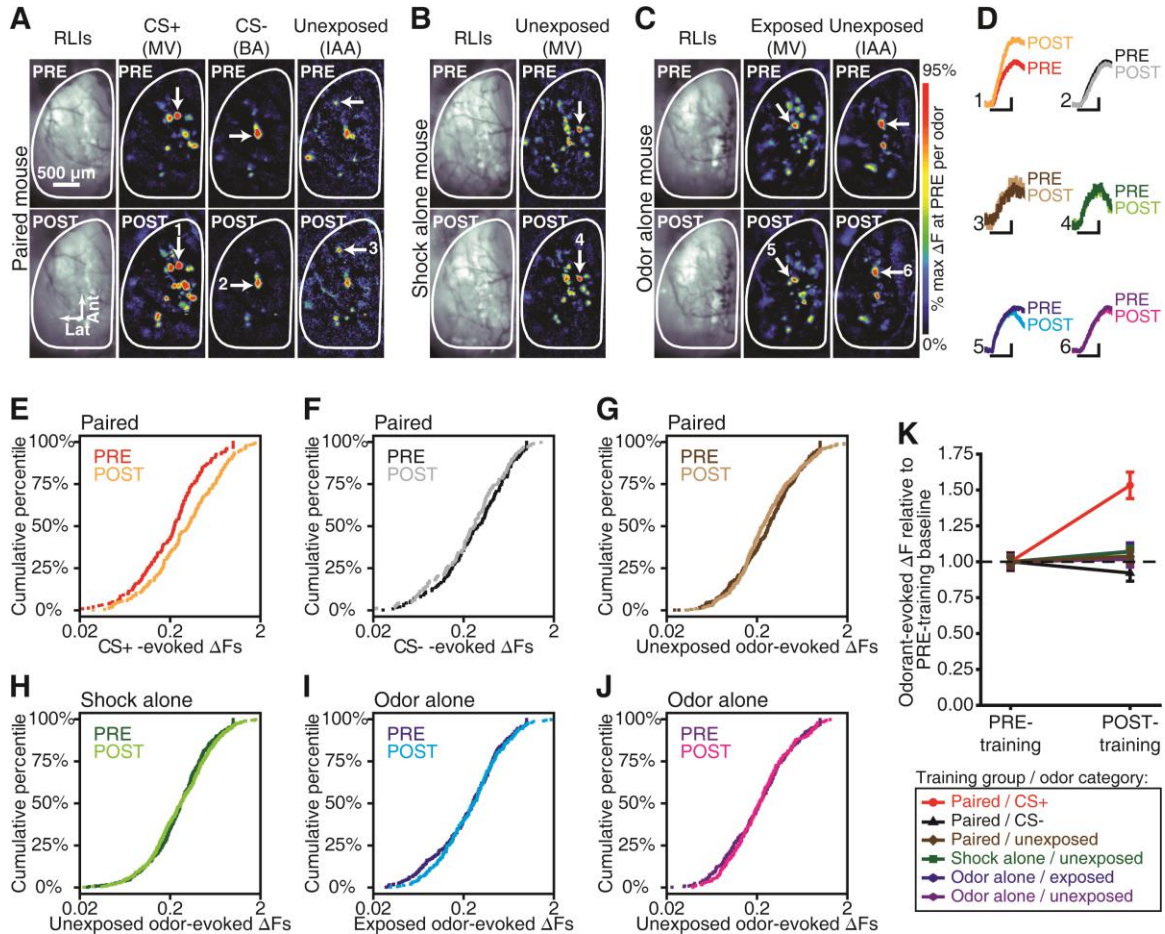 A
Paired mouse
RLIs
CS+
(MV)
CS-
(BA)
Unexposed
(IAA)
PRE
PRE
PRE
PRE
500 µm
POST
POST
POST
POST
Ant
Lat
1
2
3
B
Shock alone mouse
RLIs
Unexposed
(MV)
PRE
PRE
POST
POST
4
C
Odor alone mouse
RLIs
Exposed
(MV)
Unexposed
(IAA)
PRE
PRE
PRE
POST
POST
POST
5
6
95%
% max ΔF at PRE per odor
0%
D
POST
PRE
1
PRE
POST
2
PRE
POST
3
PRE
POST
4
PRE
POST
5
PRE
POST
6
E
Paired
Cumulative percentile
100%
75%
50%
25%
0%
PRE
POST
0.02 0.2 2
CS+ -evoked ΔFs
F
Paired
Cumulative percentile
100%
75%
50%
25%
0%
PRE
POST
0.02 0.2 2
CS- -evoked ΔFs
G
Paired
Cumulative percentile
100%
75%
50%
25%
0%
PRE
POST
0.02 0.2 2
Unexposed odor-evoked ΔFs
H
Shock alone
Cumulative percentile
100%
75%
50%
25%
0%
PRE
POST
0.02 0.2 2
Unexposed odor-evoked ΔFs
I
Odor alone
Cumulative percentile
100%
75%
50%
25%
0%
PRE
POST
0.02 0.2 2
Exposed odor-evoked ΔFs
J
Odor alone
Cumulative percentile
100%
75%
50%
25%
0%
PRE
POST
0.02 0.2 2
Unexposed odor-evoked ΔFs
K
Odorant-evoked ΔF relative to
PRE-training baseline
1.75
1.50
1.25
1.00
0.75
0.50
0.25
0.00
PRE-
training
POST-
training
Training group / odor category:
Paired / CS+
Paired / CS-
Paired / unexposed
Shock alone / unexposed
Odor alone / exposed
Odor alone / unexposed